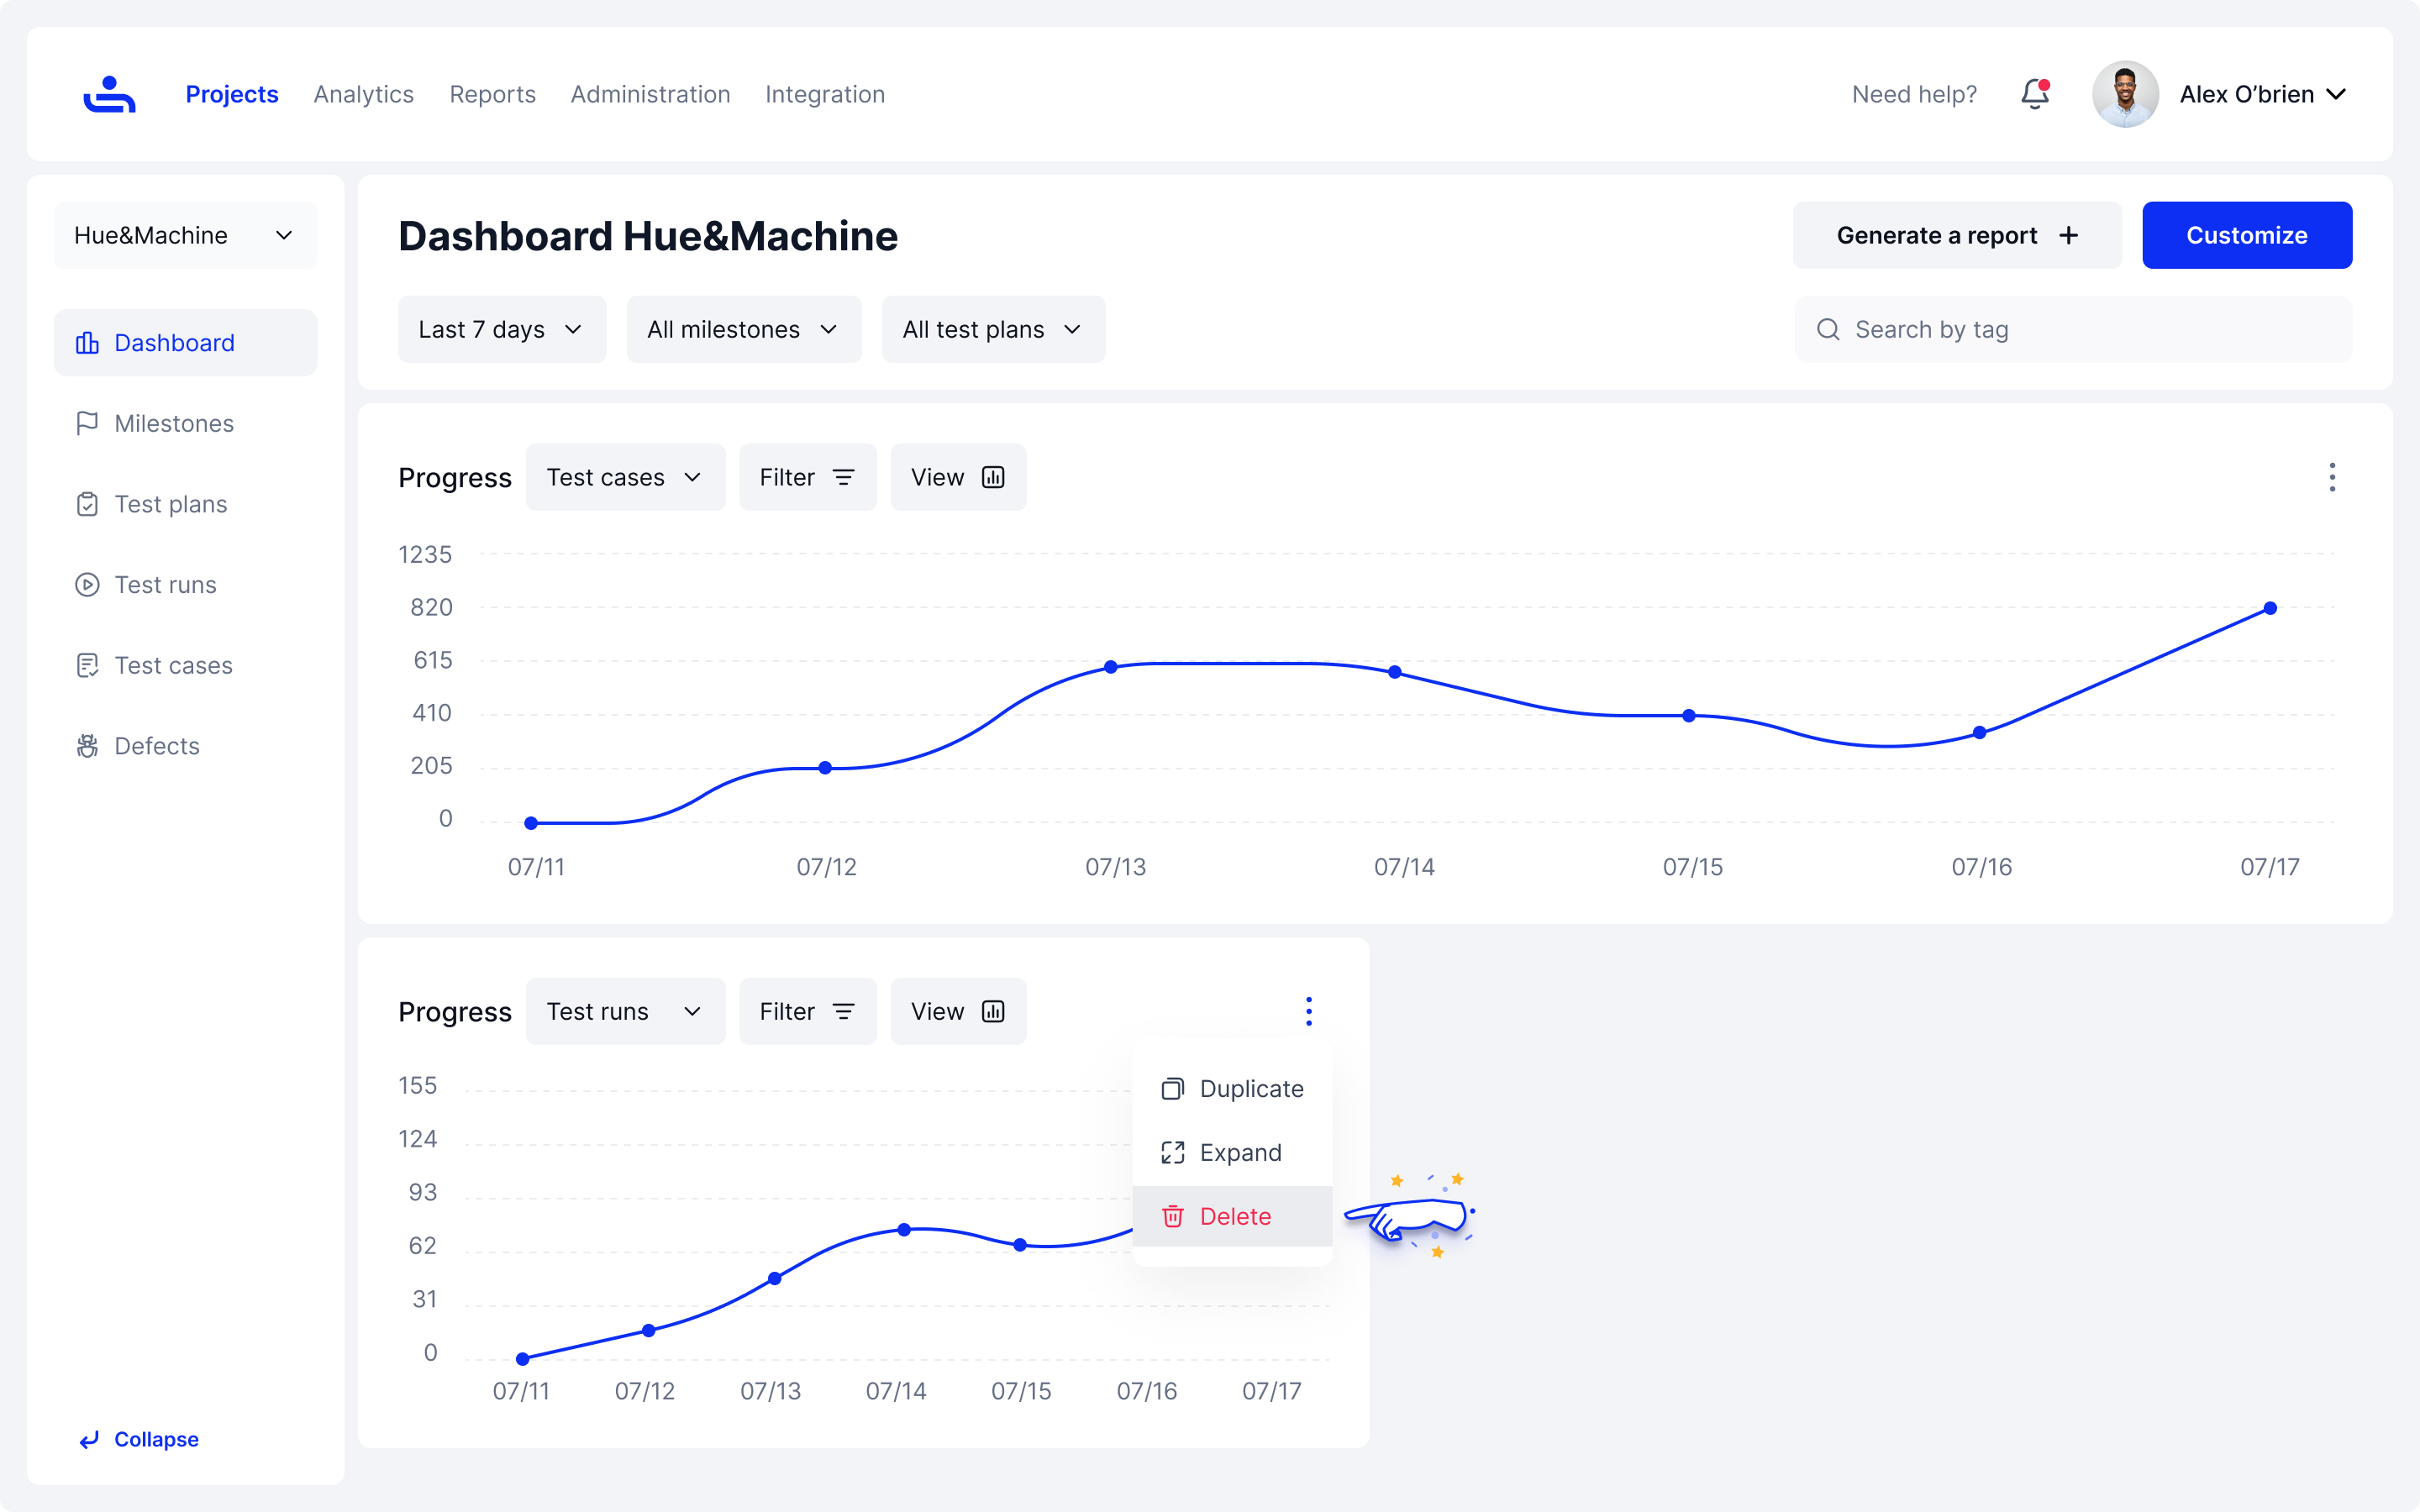 Projects Analytics Reports Administration Integration Need help? Alex O’brien
Hue&Machine
Dashboard
Milestones
Test plans
Test runs
Test cases
Defects
Collapse
Dashboard Hue&Machine
Generate a report
Customize
Last 7 days All milestones All test plans
Search by tag
Progress Test cases Filter View
1235
820
615
410
205
0
07/11 07/12 07/13 07/14 07/15 07/16 07/17
Progress Test runs Filter View
Duplicate
Expand
Delete
155
124
93
62
31
0
07/11 07/12 07/13 07/14 07/15 07/16 07/17